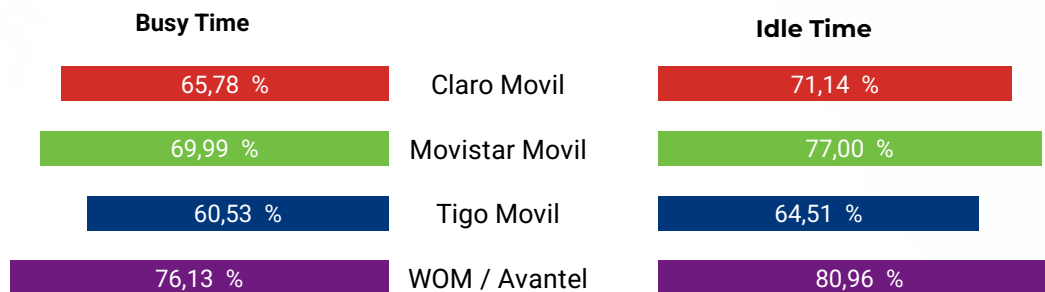 Busy Time
Idle Time
65,78 %
Claro Movil
71,14 %
69,99 %
Movistar Movil
77,00 %
60,53 %
Tigo Movil
64,51 %
76,13 %
WOM / Avantel
80,96 %